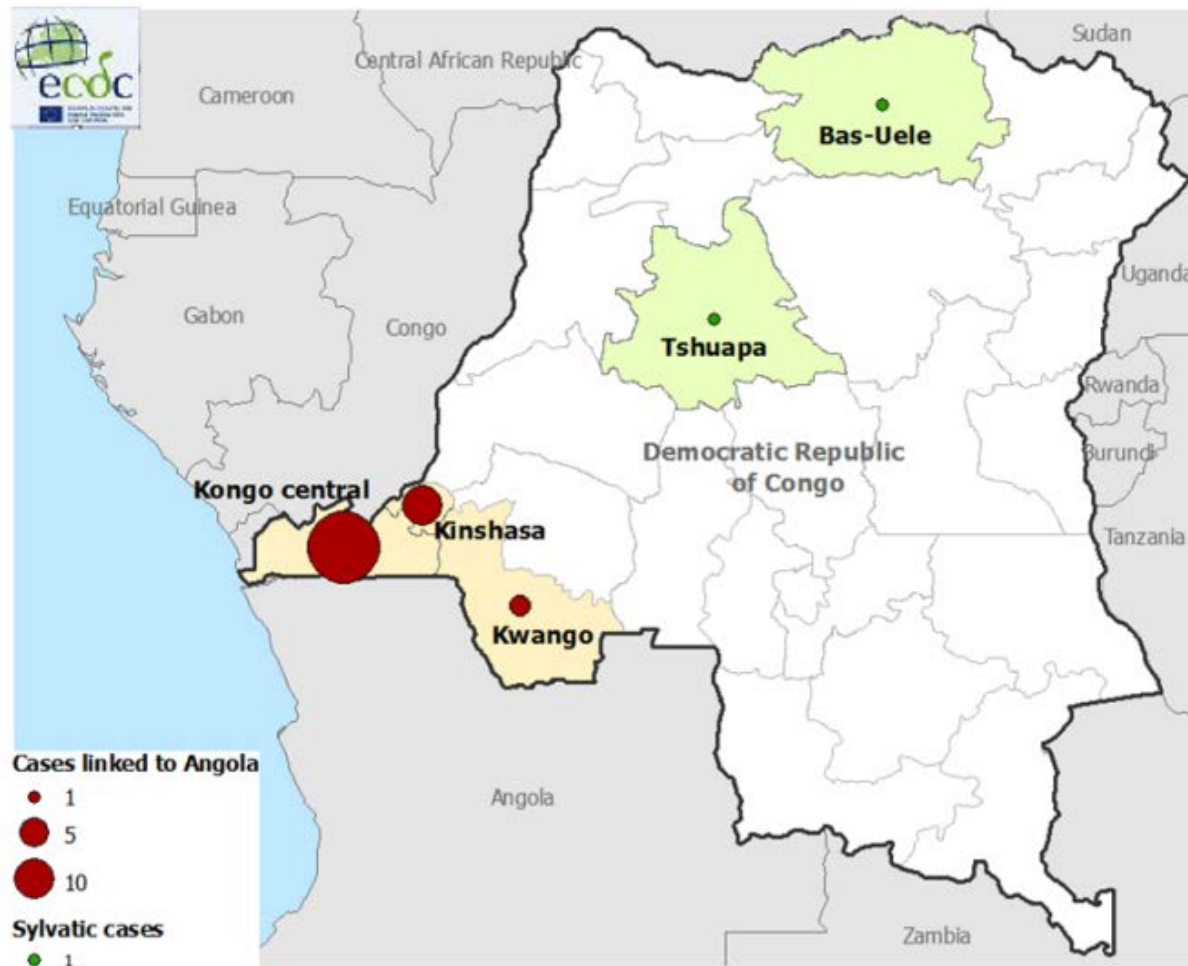 ecdc
Sudan
Central African Republic
Cameroon
Bas-Uele
Equatorial Guinea
Uganda
Gabon
Congo
Tshuapa
Rwanda
Democratic Republic
of Congo
Burundi
Kongo central
Kinshasa
Tanzania
Kwango
Cases linked to Angola
1
5
10
Angola
Sylvatic cases
1
Zambia